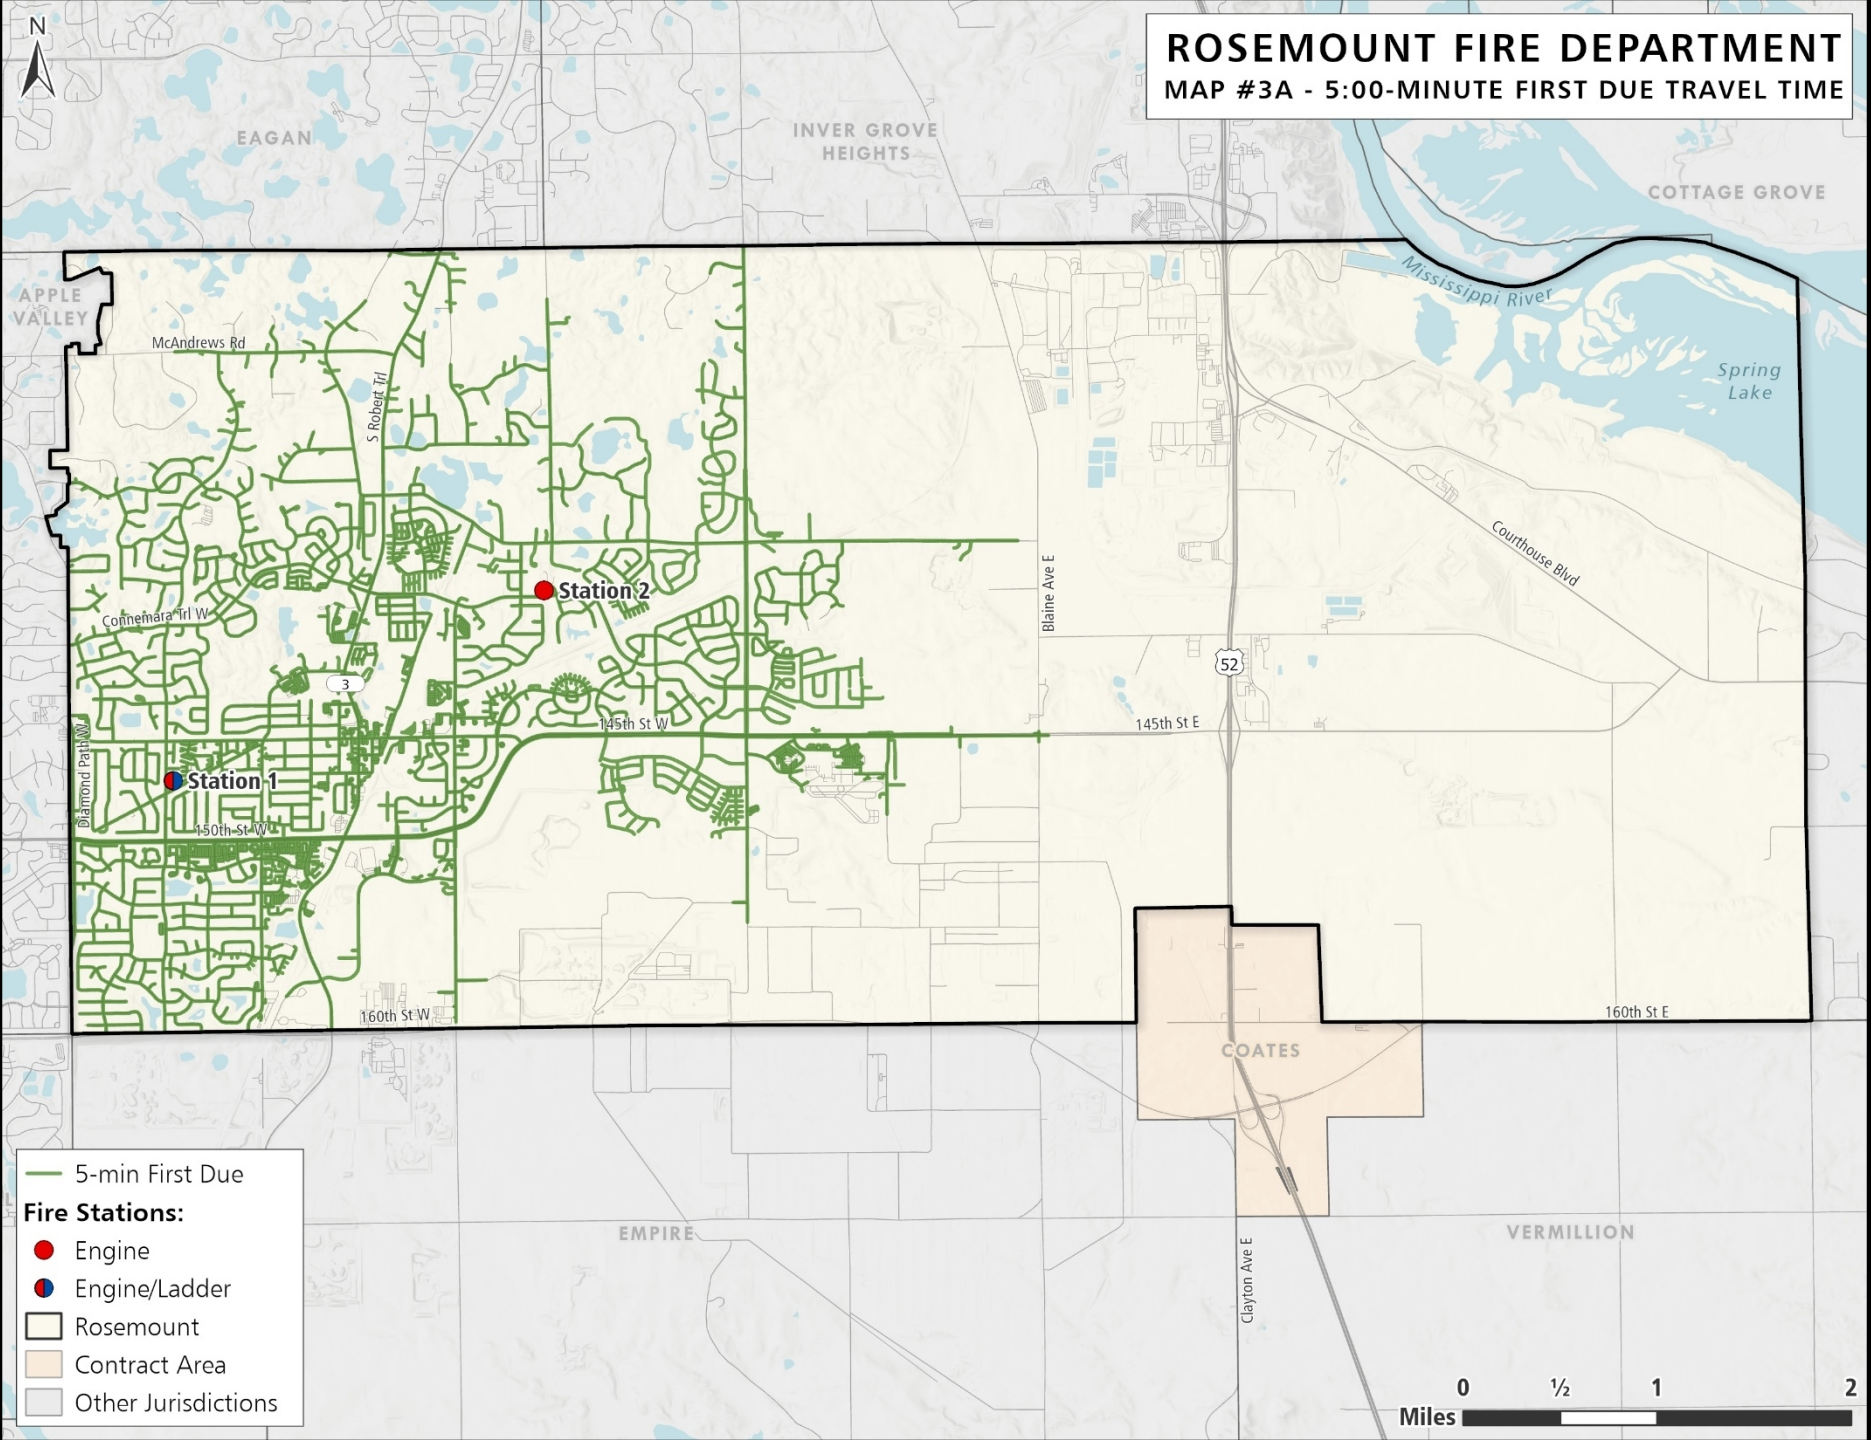 N
ROSEMOUNT FIRE DEPARTMENT
MAP #3A - 5:00-MINUTE FIRST DUE TRAVEL TIME
EAGAN
INVER GROVE
HEIGHTS
COTTAGE GROVE
APPLE
VALLEY
Mississippi River
McAndrews Rd
S Robert Trl
Spring
Lake
Courthouse Blvd
Blaine Ave E
Station 2
Connemara Trl W
52
3
145th St W
145th St E
Diamond Path W
Station 1
150th St W
160th St W
160th St E
COATES
EMPIRE
VERMILLION
Clayton Ave E
5-min First Due
Fire Stations:
Engine
Engine/Ladder
Rosemount
Contract Area
Other Jurisdictions
0 ½ 1 2
Miles